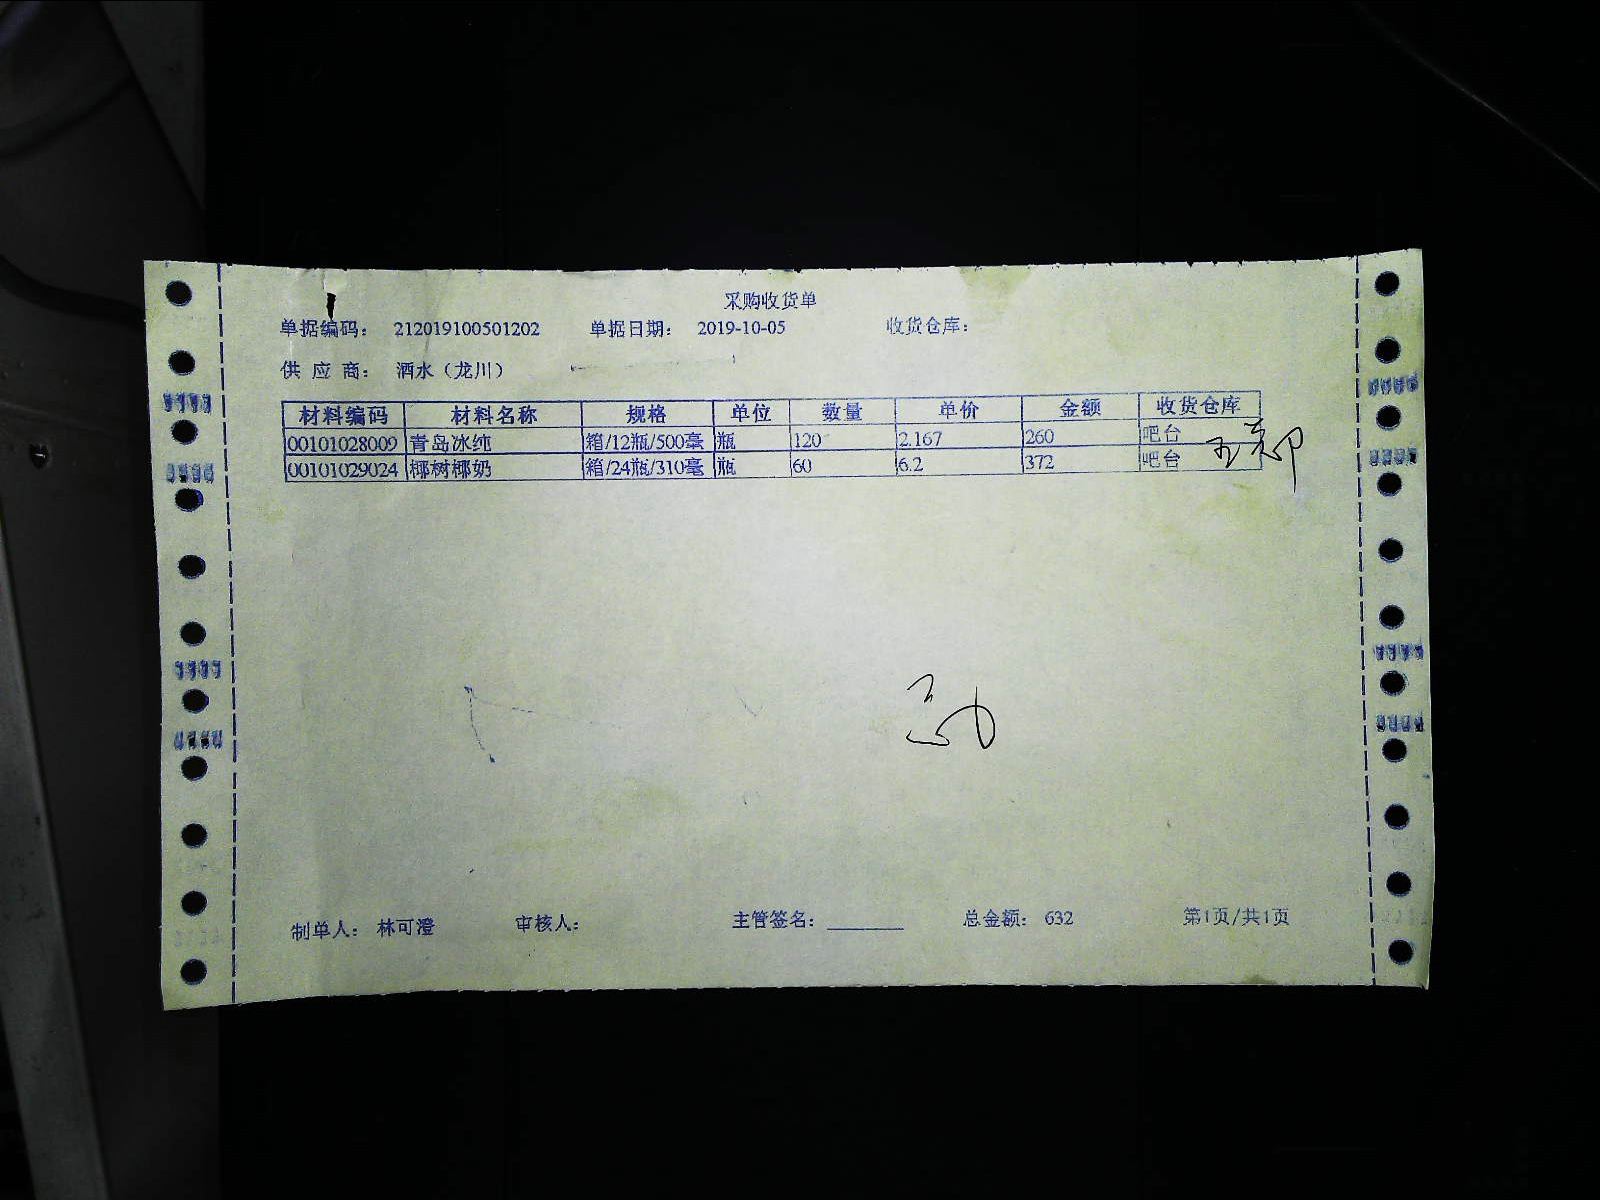 采购收货单
单据编码： 212019100501202 单据日期： 2019-10-05 收货仓库：
供 应 商： 酒水（龙川）
材料编码 材料名称 规格 单位 数量 单价 金额 收货仓库
00101028009 青岛冰纯 箱/12瓶/500毫 瓶 120 2.167 260 吧台
00101029024 椰树椰奶 箱/24瓶/310毫 瓶 60 6.2 372 吧台
制单人： 林可澄 审核人： 主管签名： 总金额： 632 第1页/共1页